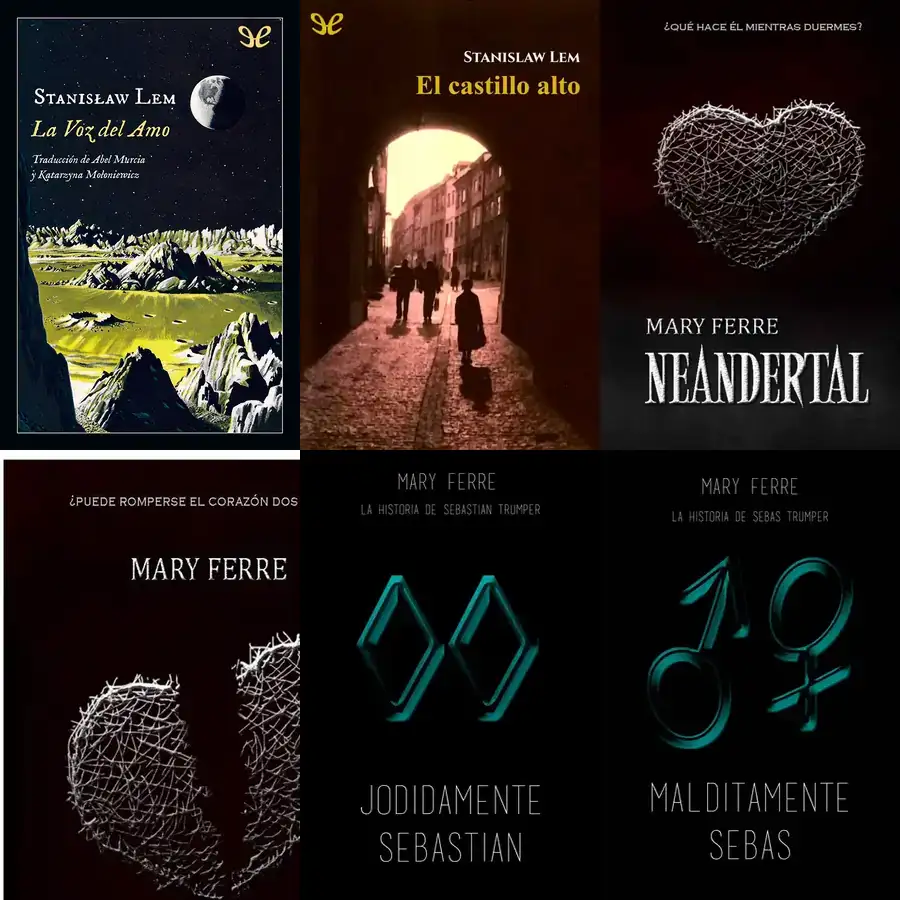 STANISŁAW LEM
La Voz del Amo
Traducción de Abel Murcia
y Katarzyna Mołoniewicz
STANISLAW LEM
El castillo alto
¿QUÉ HACE ÉL MIENTRAS DUERMES?
MARY FERRE
NEANDERTAL
¿PUEDE ROMPERSE EL CORAZÓN DOS
MARY FERRE
MARY FERRE
LA HISTORIA DE SEBASTIAN TRUMPER
JODIDAMENTE
SEBASTIAN
MARY FERRE
LA HISTORIA DE SEBAS TRUMPER
MALDITAMENTE
SEBAS